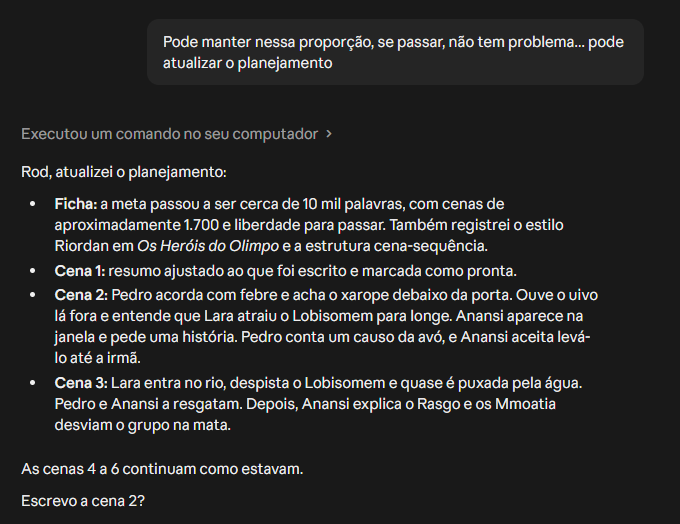 Pode manter nessa proporção, se passar, não tem problema... pode
atualizar o planejamento
Executou um comando no seu computador >
Rod, atualizei o planejamento:
• Ficha: a meta passou a ser cerca de 10 mil palavras, com cenas de
aproximadamente 1.700 e liberdade para passar. Também registrei o estilo
Riordan em Os Heróis do Olimpo e a estrutura cena-sequência.
• Cena 1: resumo ajustado ao que foi escrito e marcada como pronta.
• Cena 2: Pedro acorda com febre e acha o xarope debaixo da porta. Ouve o uivo
lá fora e entende que Lara atraiu o Lobisomem para longe. Anansi aparece na
janela e pede uma história. Pedro conta um causo da avó, e Anansi aceita levá-
lo até a irmã.
• Cena 3: Lara entra no rio, despista o Lobisomem e quase é puxada pela água.
Pedro e Anansi a resgatam. Depois, Anansi explica o Rasgo e os Mmoatia
desviam o grupo na mata.
As cenas 4 a 6 continuam como estavam.
Escrevo a cena 2?